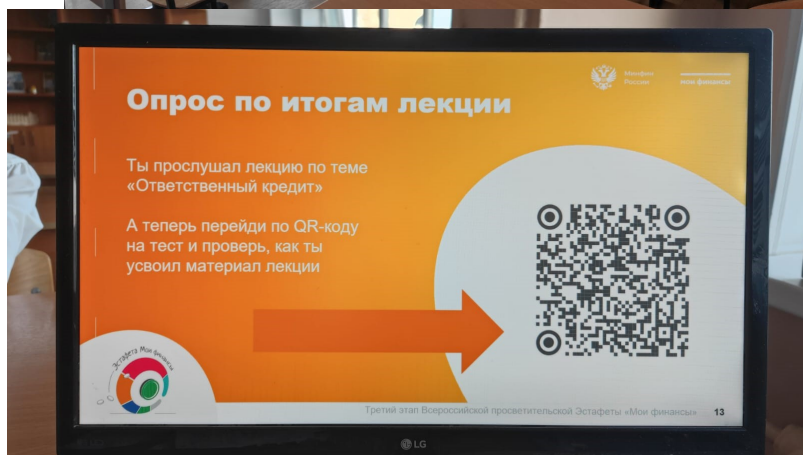 Минфин
России
мои финансы
Опрос по итогам лекции
Ты прослушал лекцию по теме
«Ответственный кредит»
А теперь перейди по QR-коду
на тест и проверь, как ты
усвоил материал лекции
Эстафета Мои финансы
Третий этап Всероссийской просветительской Эстафеты «Мои финансы» 13
LG